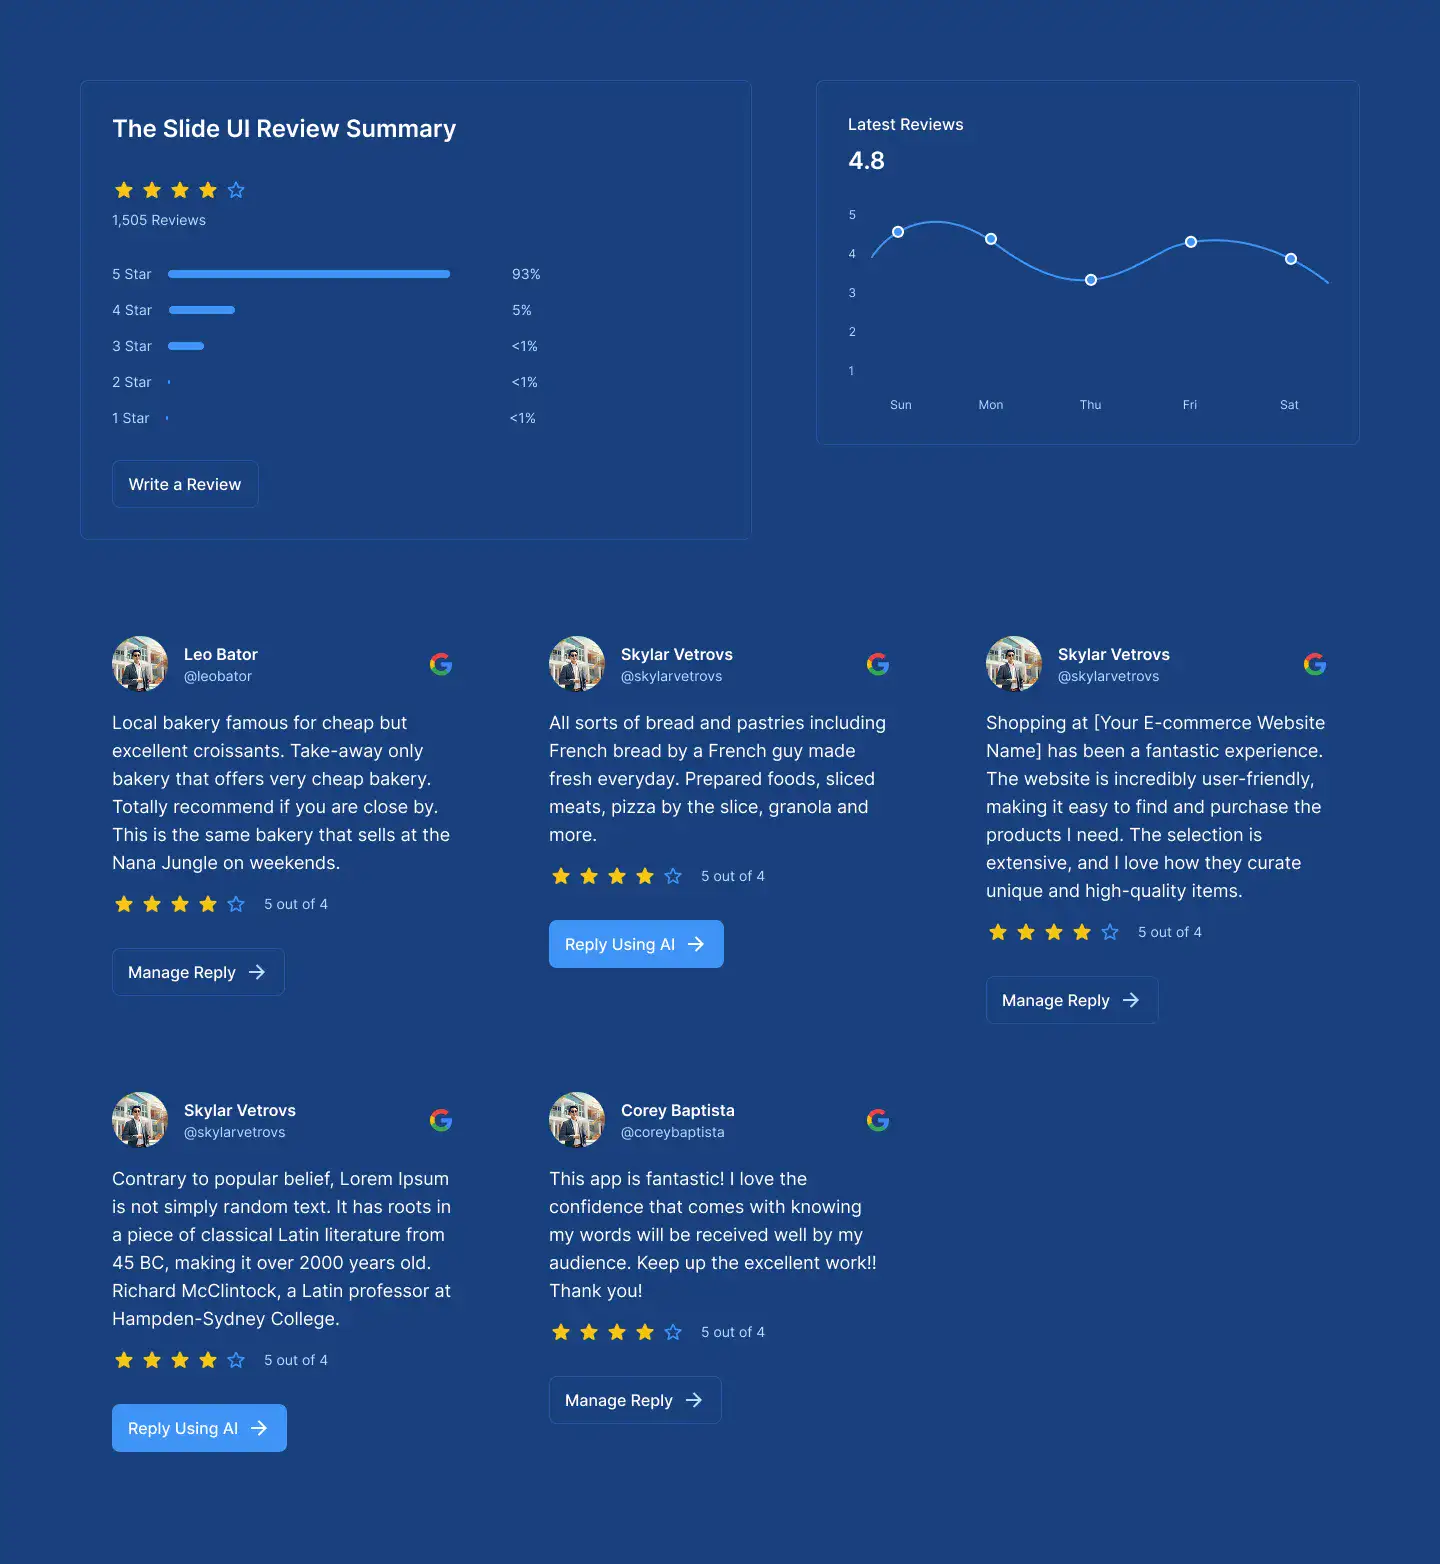 The Slide UI Review Summary
1,505 Reviews
5 Star 93%
4 Star 5%
3 Star <1%
2 Star <1%
1 Star <1%
Write a Review
Latest Reviews
4.8
5
4
3
2
1
Sun Mon Thu Fri Sat
Leo Bator
@leobator
Local bakery famous for cheap but
excellent croissants. Take-away only
bakery that offers very cheap bakery.
Totally recommend if you are close by.
This is the same bakery that sells at the
Nana Jungle on weekends.
5 out of 4
Manage Reply
Skylar Vetrovs
@skylarvetrovs
All sorts of bread and pastries including
French bread by a French guy made
fresh everyday. Prepared foods, sliced
meats, pizza by the slice, granola and
more.
5 out of 4
Reply Using AI
Skylar Vetrovs
@skylarvetrovs
Shopping at [Your E-commerce Website
Name] has been a fantastic experience.
The website is incredibly user-friendly,
making it easy to find and purchase the
products I need. The selection is
extensive, and I love how they curate
unique and high-quality items.
5 out of 4
Manage Reply
Skylar Vetrovs
@skylarvetrovs
Contrary to popular belief, Lorem Ipsum
is not simply random text. It has roots in
a piece of classical Latin literature from
45 BC, making it over 2000 years old.
Richard McClintock, a Latin professor at
Hampden-Sydney College.
5 out of 4
Reply Using AI
Corey Baptista
@coreybaptista
This app is fantastic! I love the
confidence that comes with knowing
my words will be received well by my
audience. Keep up the excellent work!!
Thank you!
5 out of 4
Manage Reply